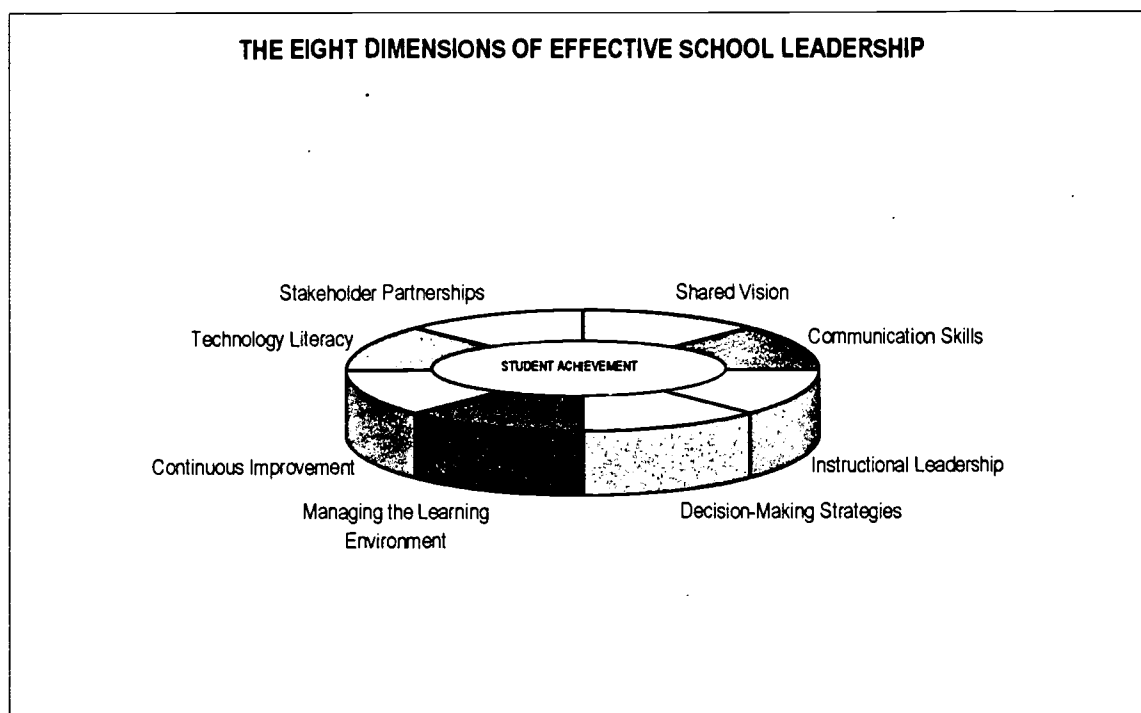 THE EIGHT DIMENSIONS OF EFFECTIVE SCHOOL LEADERSHIP
Stakeholder Partnerships
Shared Vision
Technology Literacy
Communication Skills
STUDENT ACHIEVEMENT
Continuous Improvement
Instructional Leadership
Managing the Learning
Environment
Decision-Making Strategies